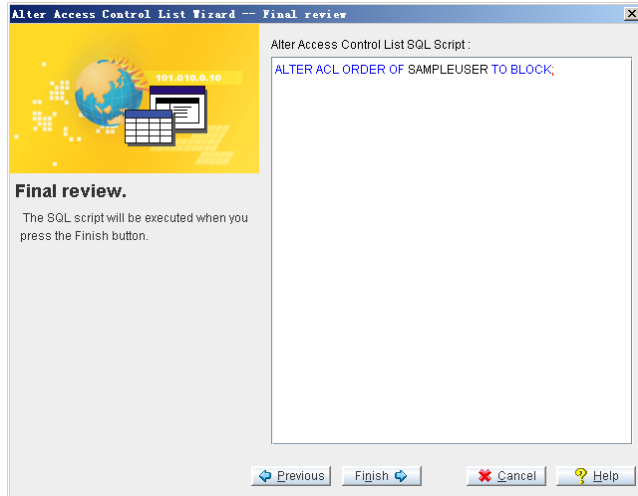 Alter Access Control List Wizard -- Final review
101.010.0.10
Alter Access Control List SQL Script :
ALTER ACL ORDER OF SAMPLEUSER TO BLOCK;
Final review.
The SQL script will be executed when you
press the Finish button.
Previous
Finish
Cancel
Help